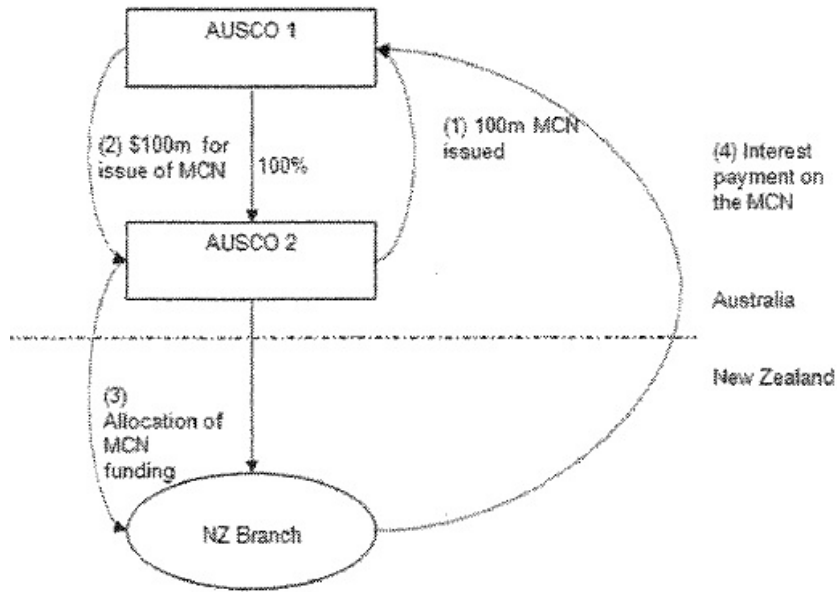 AUSCO 1
(2) $100m for
issue of MCN
100%
(1) 100m MCN
issued
(4) Interest
payment on
the MCN
AUSCO 2
Australia
New Zealand
(3)
Allocation of
MCN
funding
NZ Branch